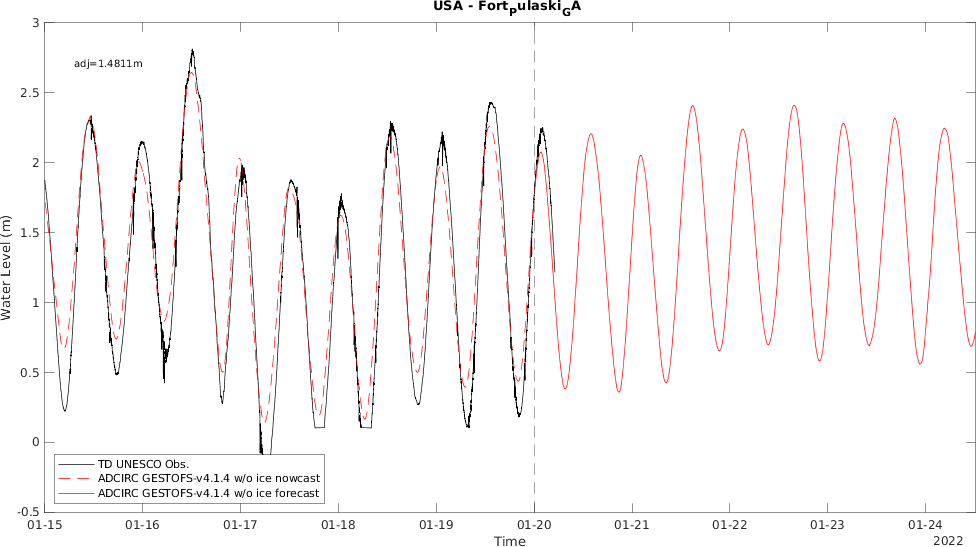 USA - Fort_Pulaski_GA
3
2.5
2
1.5
1
0.5
0
-0.5
Water Level (m)
adj=1.4811m
TD UNESCO Obs.
ADCIRC GESTOFS-v4.1.4 w/o ice nowcast
ADCIRC GESTOFS-v4.1.4 w/o ice forecast
01-15 01-16 01-17 01-18 01-19 01-20 01-21 01-22 01-23 01-24
Time
2022